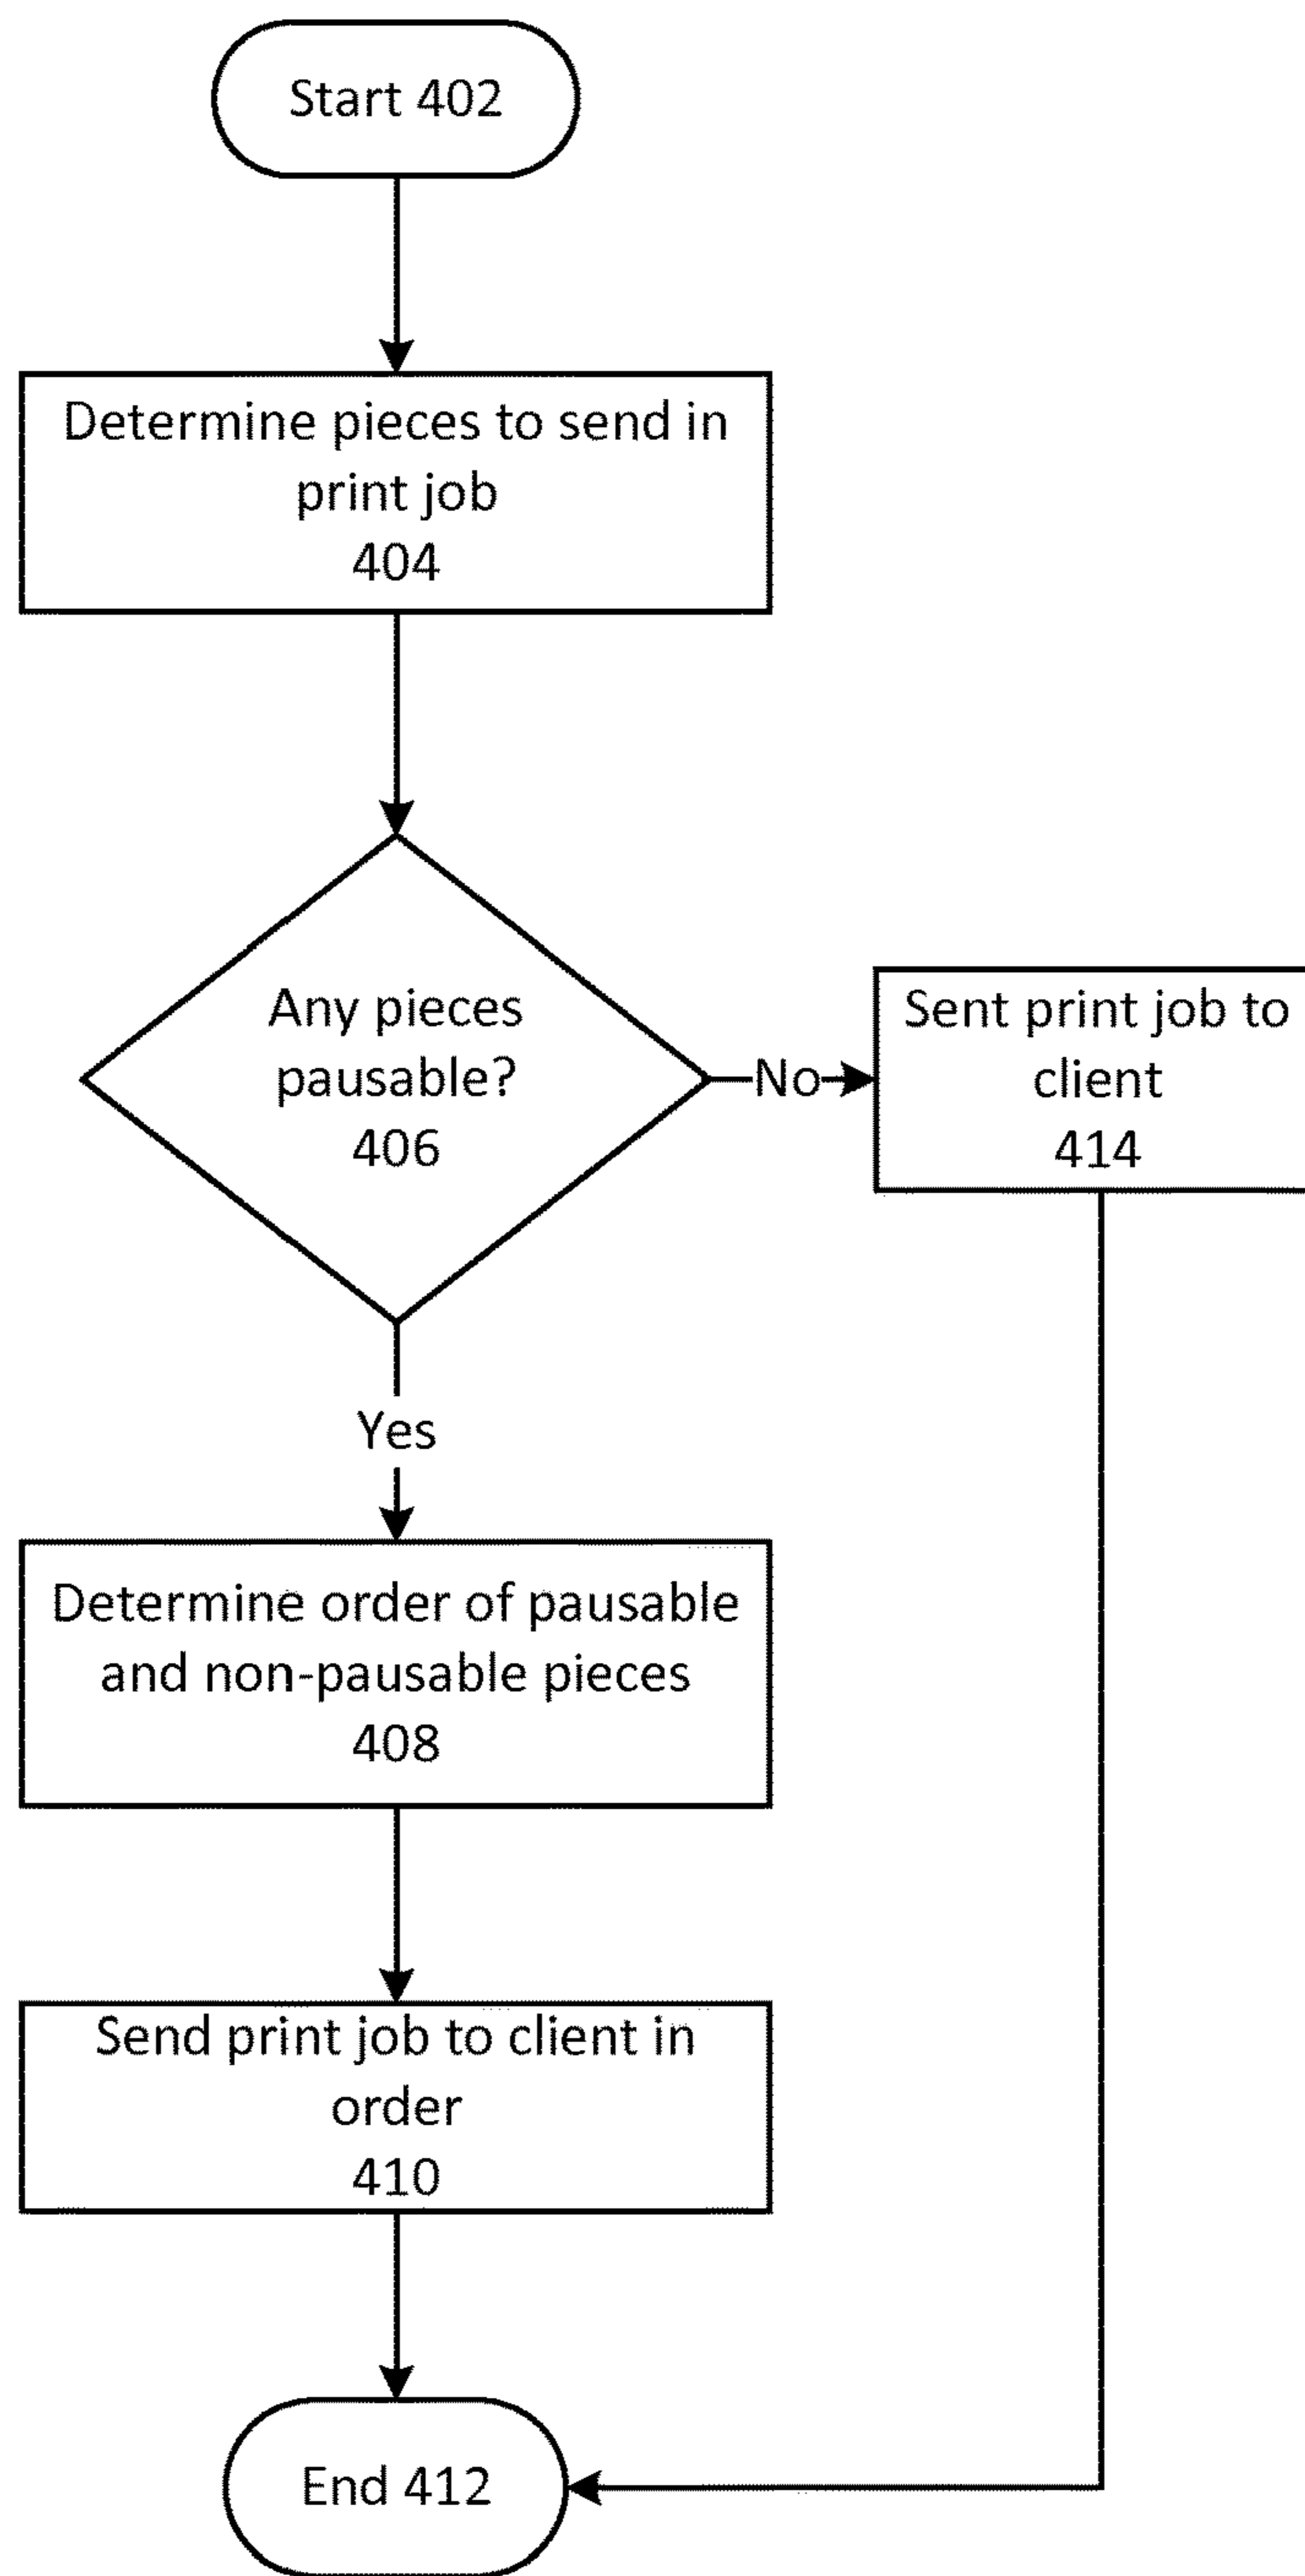 Start 402
Determine pieces to send in
print job
404
Any pieces
pausable?
406
No
Sent print job to
client
414
Yes
Determine order of pausable
and non-pausable pieces
408
Send print job to client in
order
410
End 412